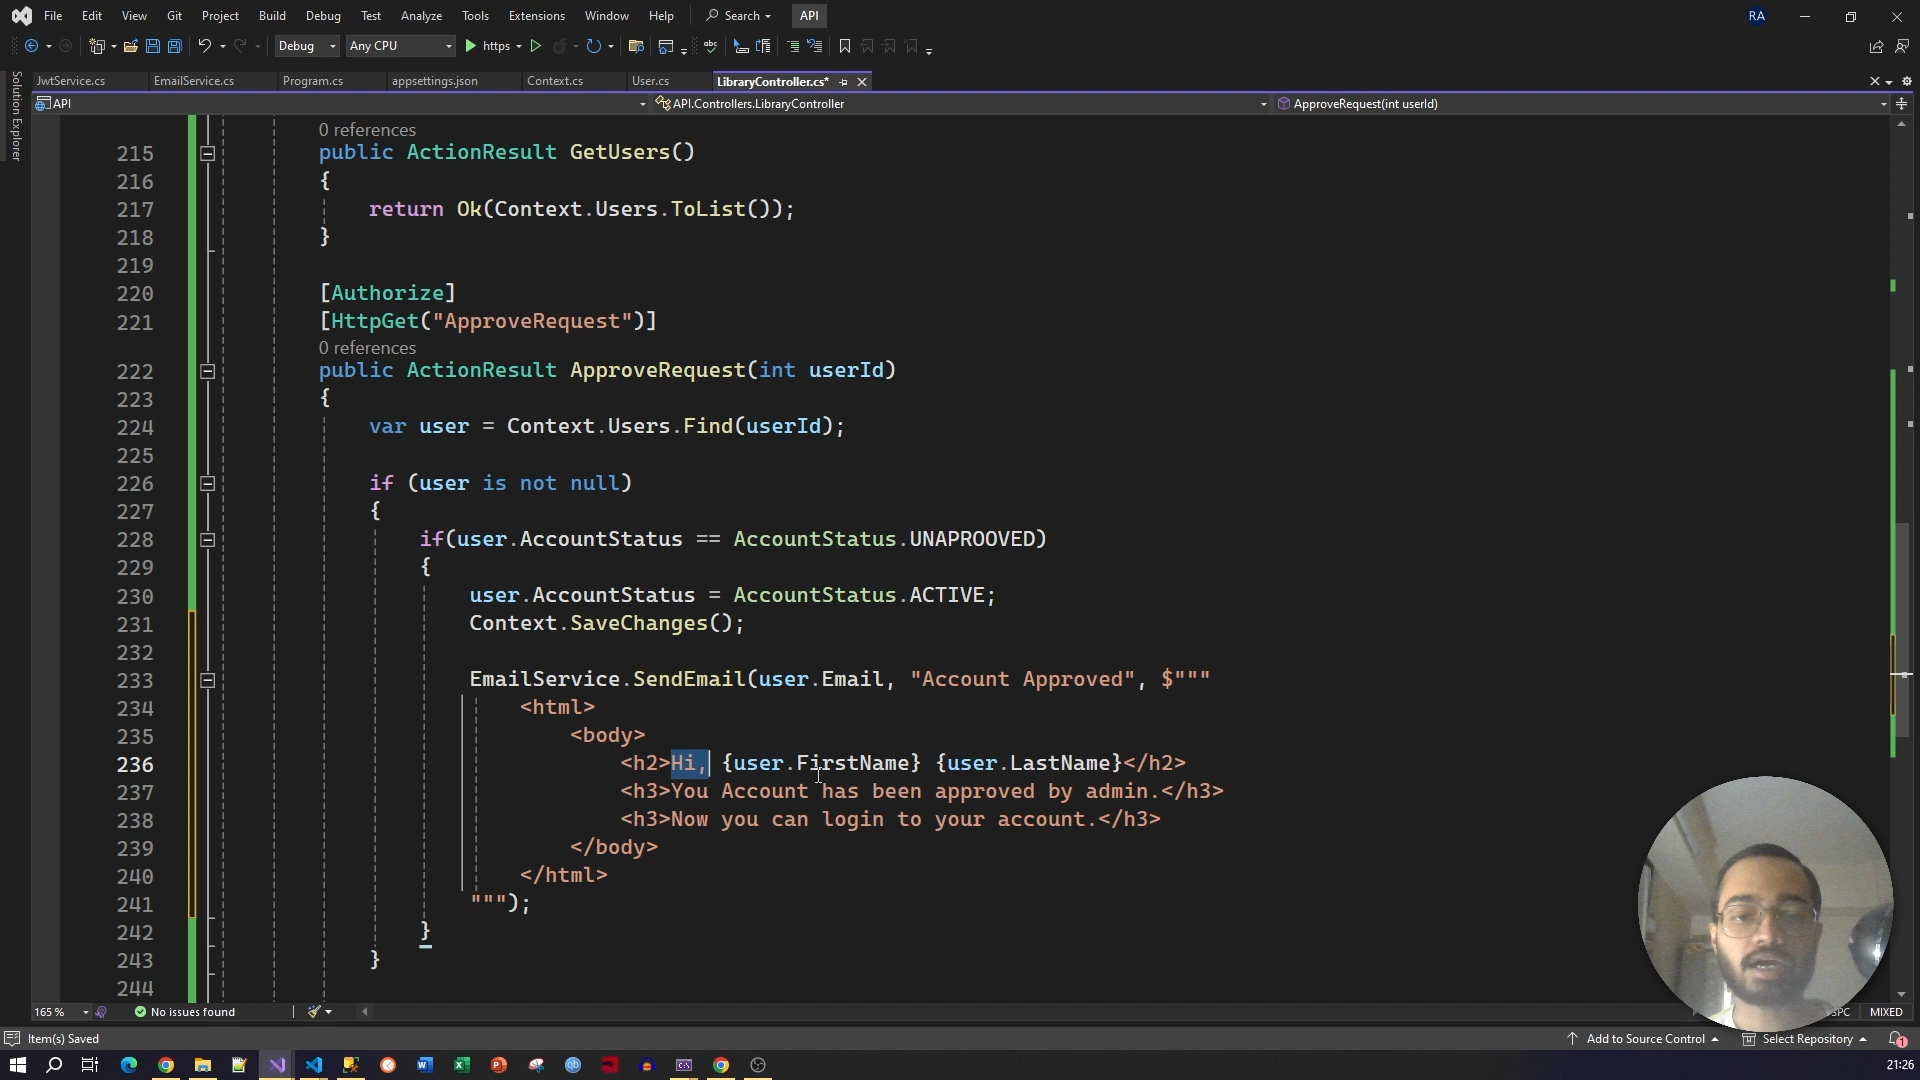 File Edit View Git Project Build Debug Test Analyze Tools Extensions Window Help Search API RA
Debug Any CPU https
JwtService.cs EmailService.cs Program.cs appsettings.json Context.cs User.cs LibraryController.cs*
API API.Controllers.LibraryController ApproveRequest(int userId)
Solution Explorer
0 references
215 public ActionResult GetUsers()
216 {
217 return Ok(Context.Users.ToList());
218 }
219
220 [Authorize]
221 [HttpGet("ApproveRequest")]
0 references
222 public ActionResult ApproveRequest(int userId)
223 {
224 var user = Context.Users.Find(userId);
225
226 if (user is not null)
227 {
228 if(user.AccountStatus == AccountStatus.UNAPROOVED)
229 {
230 user.AccountStatus = AccountStatus.ACTIVE;
231 Context.SaveChanges();
232
233 EmailService.SendEmail(user.Email, "Account Approved", $"""
234 <html>
235 <body>
236 <h2>Hi, {user.FirstName} {user.LastName}</h2>
237 <h3>You Account has been approved by admin.</h3>
238 <h3>Now you can login to your account.</h3>
239 </body>
240 </html>
241 """);
242 }
243 }
244
165 % No issues found SPC MIXED
Item(s) Saved Add to Source Control Select Repository 1
21:26